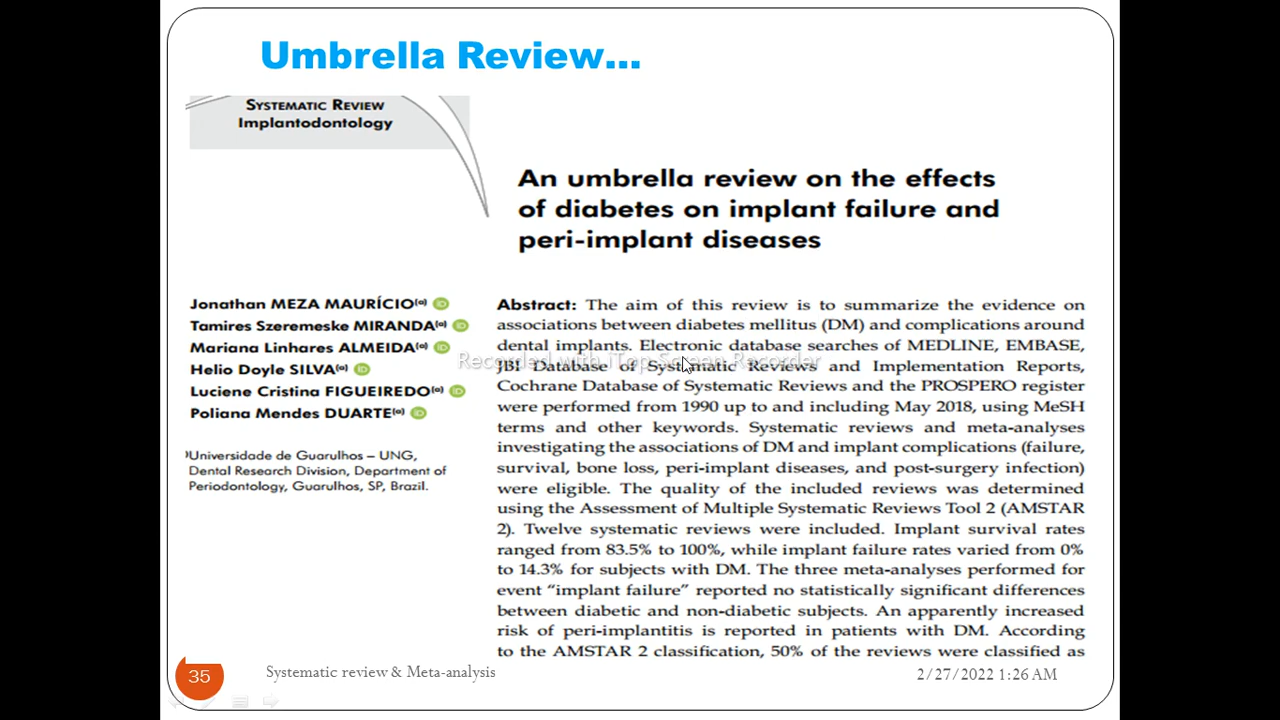 Umbrella Review...
SYSTEMATIC REVIEW
Implantodontology
An umbrella review on the effects
of diabetes on implant failure and
peri-implant diseases
Jonathan MEZA MAURÍCIO(a)
Tamires Szeremeske MIRANDA(a)
Mariana Linhares ALMEIDA(a)
Helio Doyle SILVA(a)
Luciene Cristina FIGUEIREDO(a)
Poliana Mendes DUARTE(a)
Universidade de Guarulhos – UNG,
Dental Research Division, Department of
Periodontology, Guarulhos, SP, Brazil.
Abstract: The aim of this review is to summarize the evidence on
associations between diabetes mellitus (DM) and complications around
dental implants. Electronic database searches of MEDLINE, EMBASE,
JBI Database of Systematic Reviews and Implementation Reports,
Cochrane Database of Systematic Reviews and the PROSPERO register
were performed from 1990 up to and including May 2018, using MeSH
terms and other keywords. Systematic reviews and meta-analyses
investigating the associations of DM and implant complications (failure,
survival, bone loss, peri-implant diseases, and post-surgery infection)
were eligible. The quality of the included reviews was determined
using the Assessment of Multiple Systematic Reviews Tool 2 (AMSTAR
2). Twelve systematic reviews were included. Implant survival rates
ranged from 83.5% to 100%, while implant failure rates varied from 0%
to 14.3% for subjects with DM. The three meta-analyses performed for
event “implant failure” reported no statistically significant differences
between diabetic and non-diabetic subjects. An apparently increased
risk of peri-implantitis is reported in patients with DM. According
to the AMSTAR 2 classification, 50% of the reviews were classified as
Recorded with iTop Screen Recorder
35
Systematic review & Meta-analysis
2/27/2022 1:26 AM